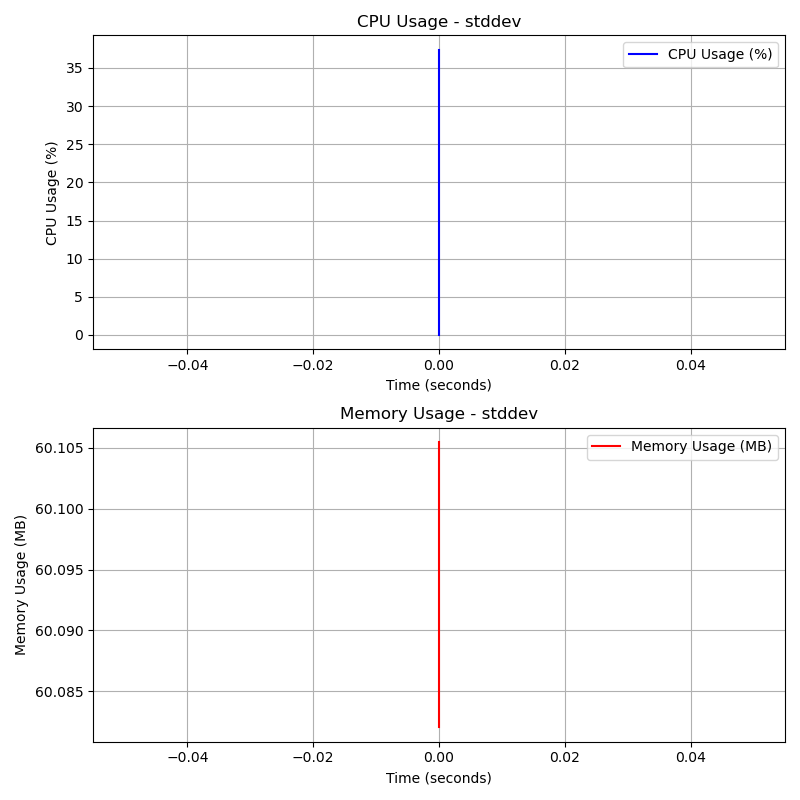 CPU Usage - stddev
CPU Usage (%)
35
30
25
20
15
10
5
0
CPU Usage (%)
−0.04 −0.02 0.00 0.02 0.04
Time (seconds)
Memory Usage - stddev
Memory Usage (MB)
60.105
60.100
60.095
60.090
60.085
Memory Usage (MB)
−0.04 −0.02 0.00 0.02 0.04
Time (seconds)